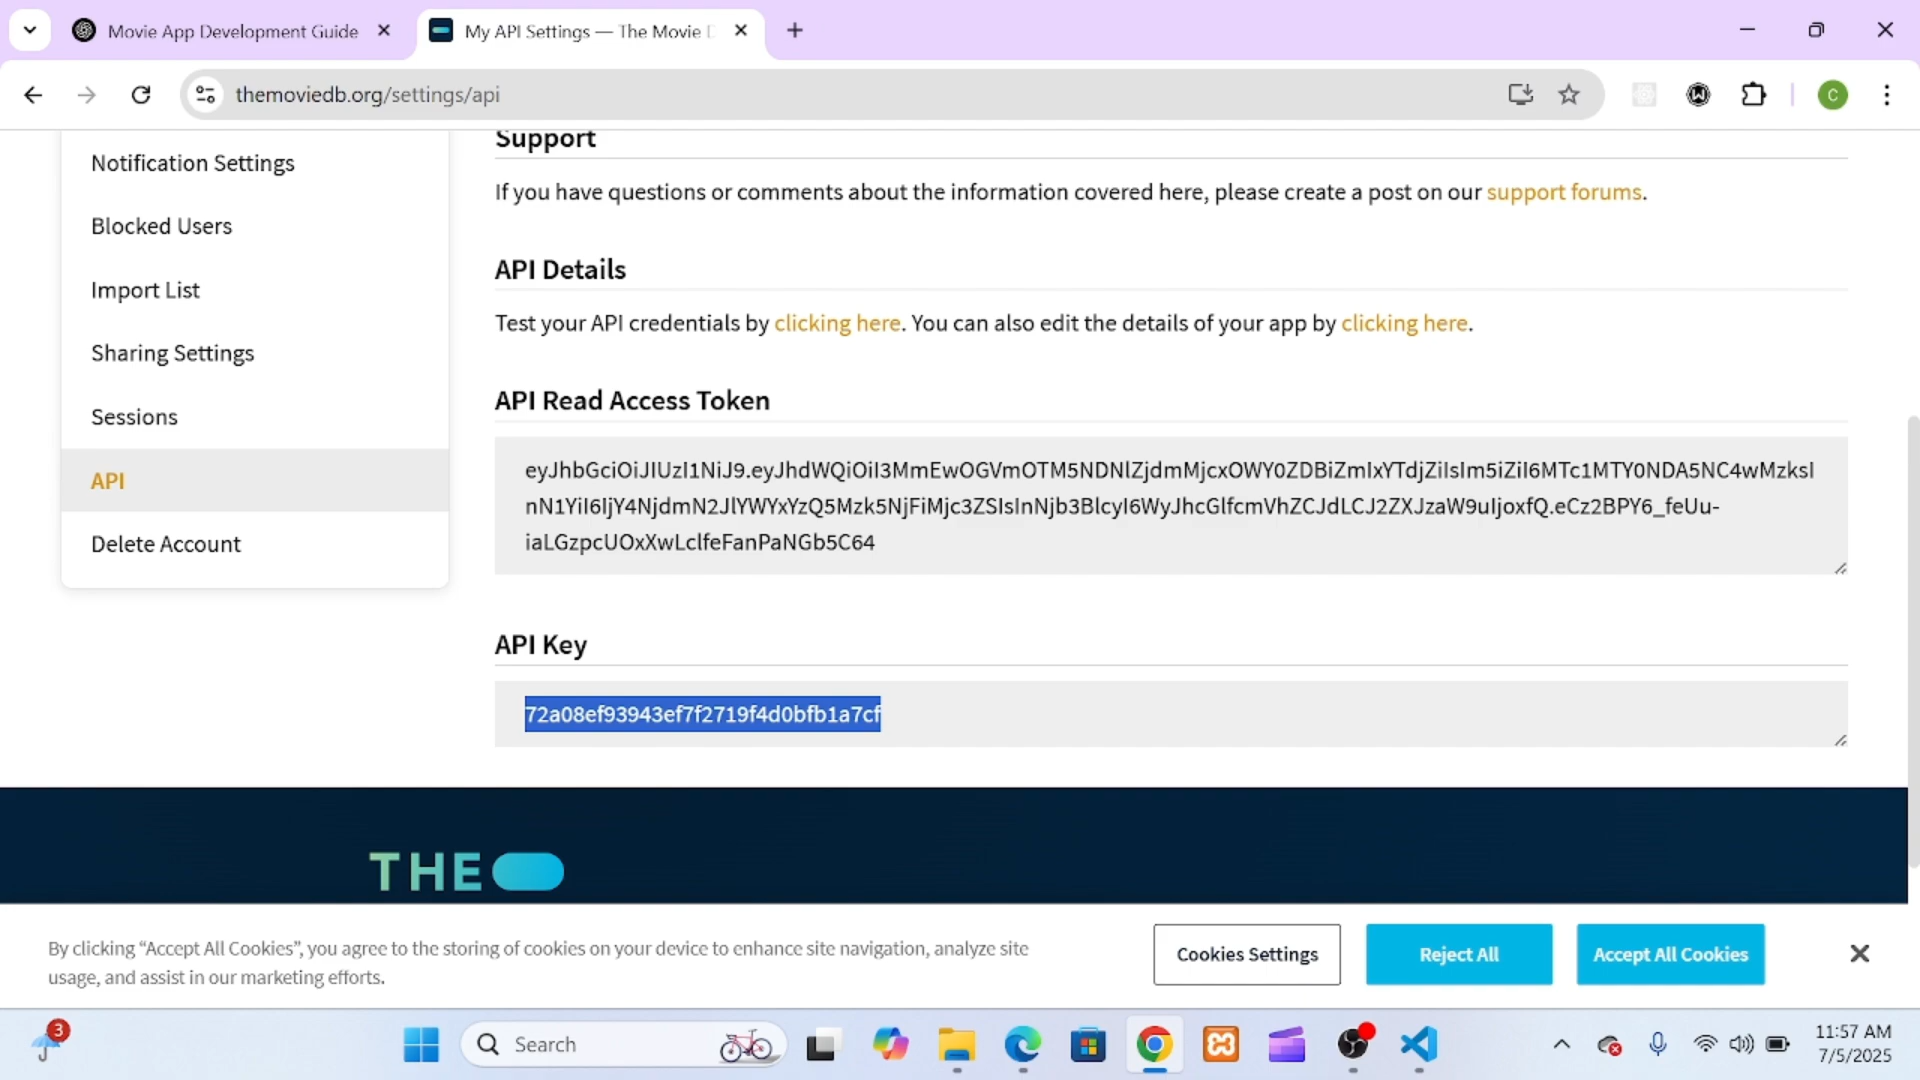 Movie App Development Guide
My API Settings — The Movie D
themoviedb.org/settings/api
C
Notification Settings
Blocked Users
Import List
Sharing Settings
Sessions
API
Delete Account
Support
If you have questions or comments about the information covered here, please create a post on our support forums.
API Details
Test your API credentials by clicking here. You can also edit the details of your app by clicking here.
API Read Access Token
eyJhbGciOiJIUzI1NiJ9.eyJhdWQiOiI3MmEwOGVmOTM5NDNlZjdmMjcxOWY0ZDBiZmIxYTdjZiIsIm5iZiI6MTc1MTY0NDA5NC4wMzksI
nN1YiI6IjY4NjdmN2JlYWYxYzQ5Mzk5NjFiMjc3ZSIsInNjb3BlcyI6WyJhcGlfcmVhZCJdLCJ2ZXJzaW9uIjoxfQ.eCz2BPY6_feUu-
iaLGzpcUOxXwLclfeFanPaNGb5C64
API Key
72a08ef93943ef7f2719f4d0bfb1a7cf
THE
By clicking “Accept All Cookies”, you agree to the storing of cookies on your device to enhance site navigation, analyze site
usage, and assist in our marketing efforts.
Cookies Settings
Reject All
Accept All Cookies
3
Search
11:57 AM
7/5/2025